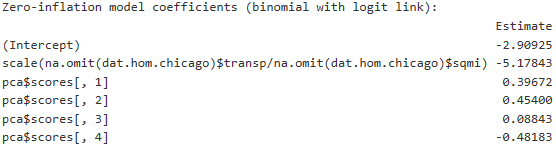 Zero-inflation model coefficients (binomial with logit link):
Estimate
(Intercept) -2.90925
scale(na.omit(dat.hom.chicago)$transp/na.omit(dat.hom.chicago)$sqmi) -5.17843
pca$scores[, 1] 0.39672
pca$scores[, 2] 0.45400
pca$scores[, 3] 0.08843
pca$scores[, 4] -0.48183